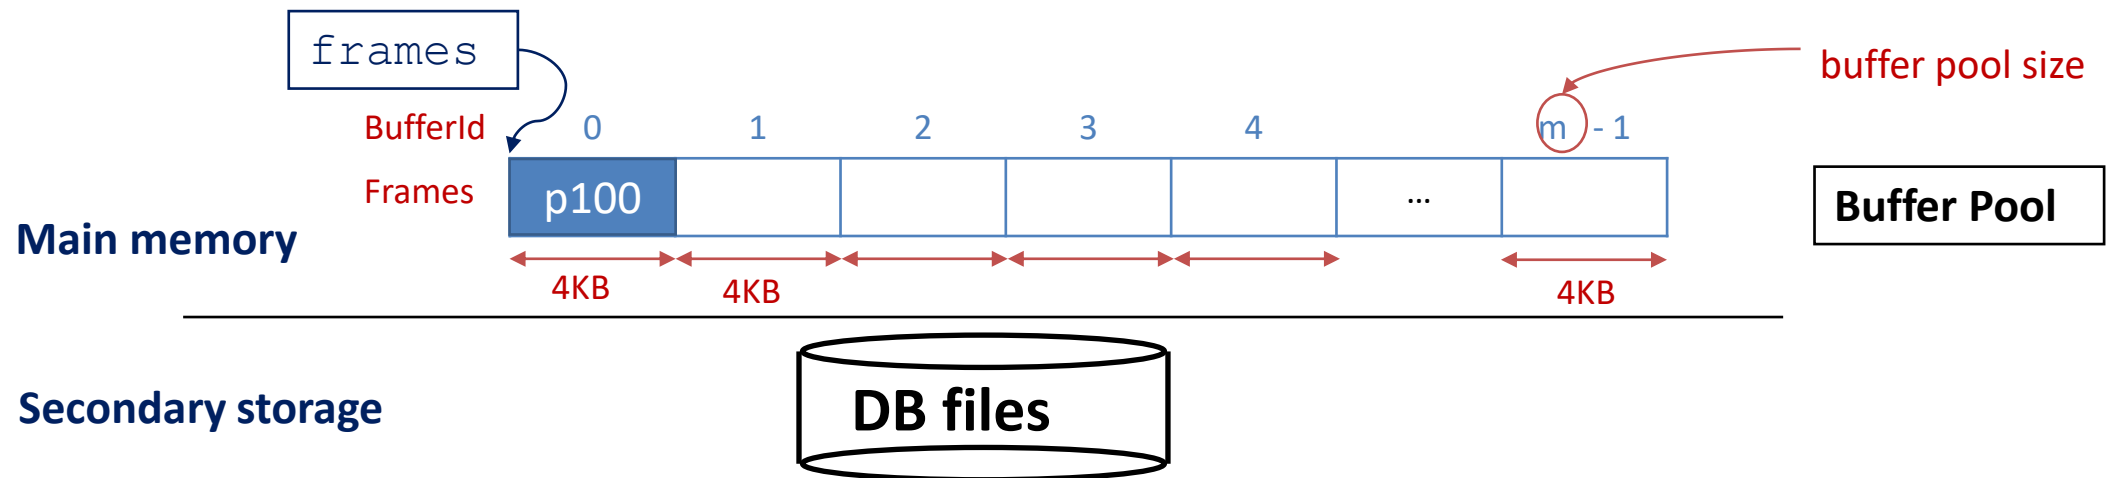 frames
buffer pool size
BufferId 0 1 2 3 4 m - 1
Frames p100 ... Buffer Pool
Main memory
4KB 4KB 4KB
DB files
Secondary storage